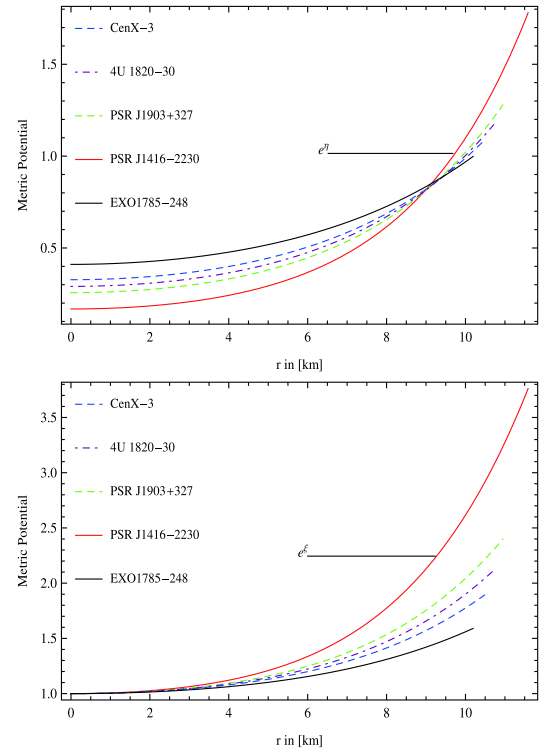 CenX−3
4U 1820−30
PSR J1903+327
PSR J1416−2230
EXO1785−248
e^η
Metric Potential
1.5
1.0
0.5
0 2 4 6 8 10
r in [km]
CenX−3
4U 1820−30
PSR J1903+327
PSR J1416−2230
EXO1785−248
e^ξ
Metric Potential
3.5
3.0
2.5
2.0
1.5
1.0
0 2 4 6 8 10
r in [km]